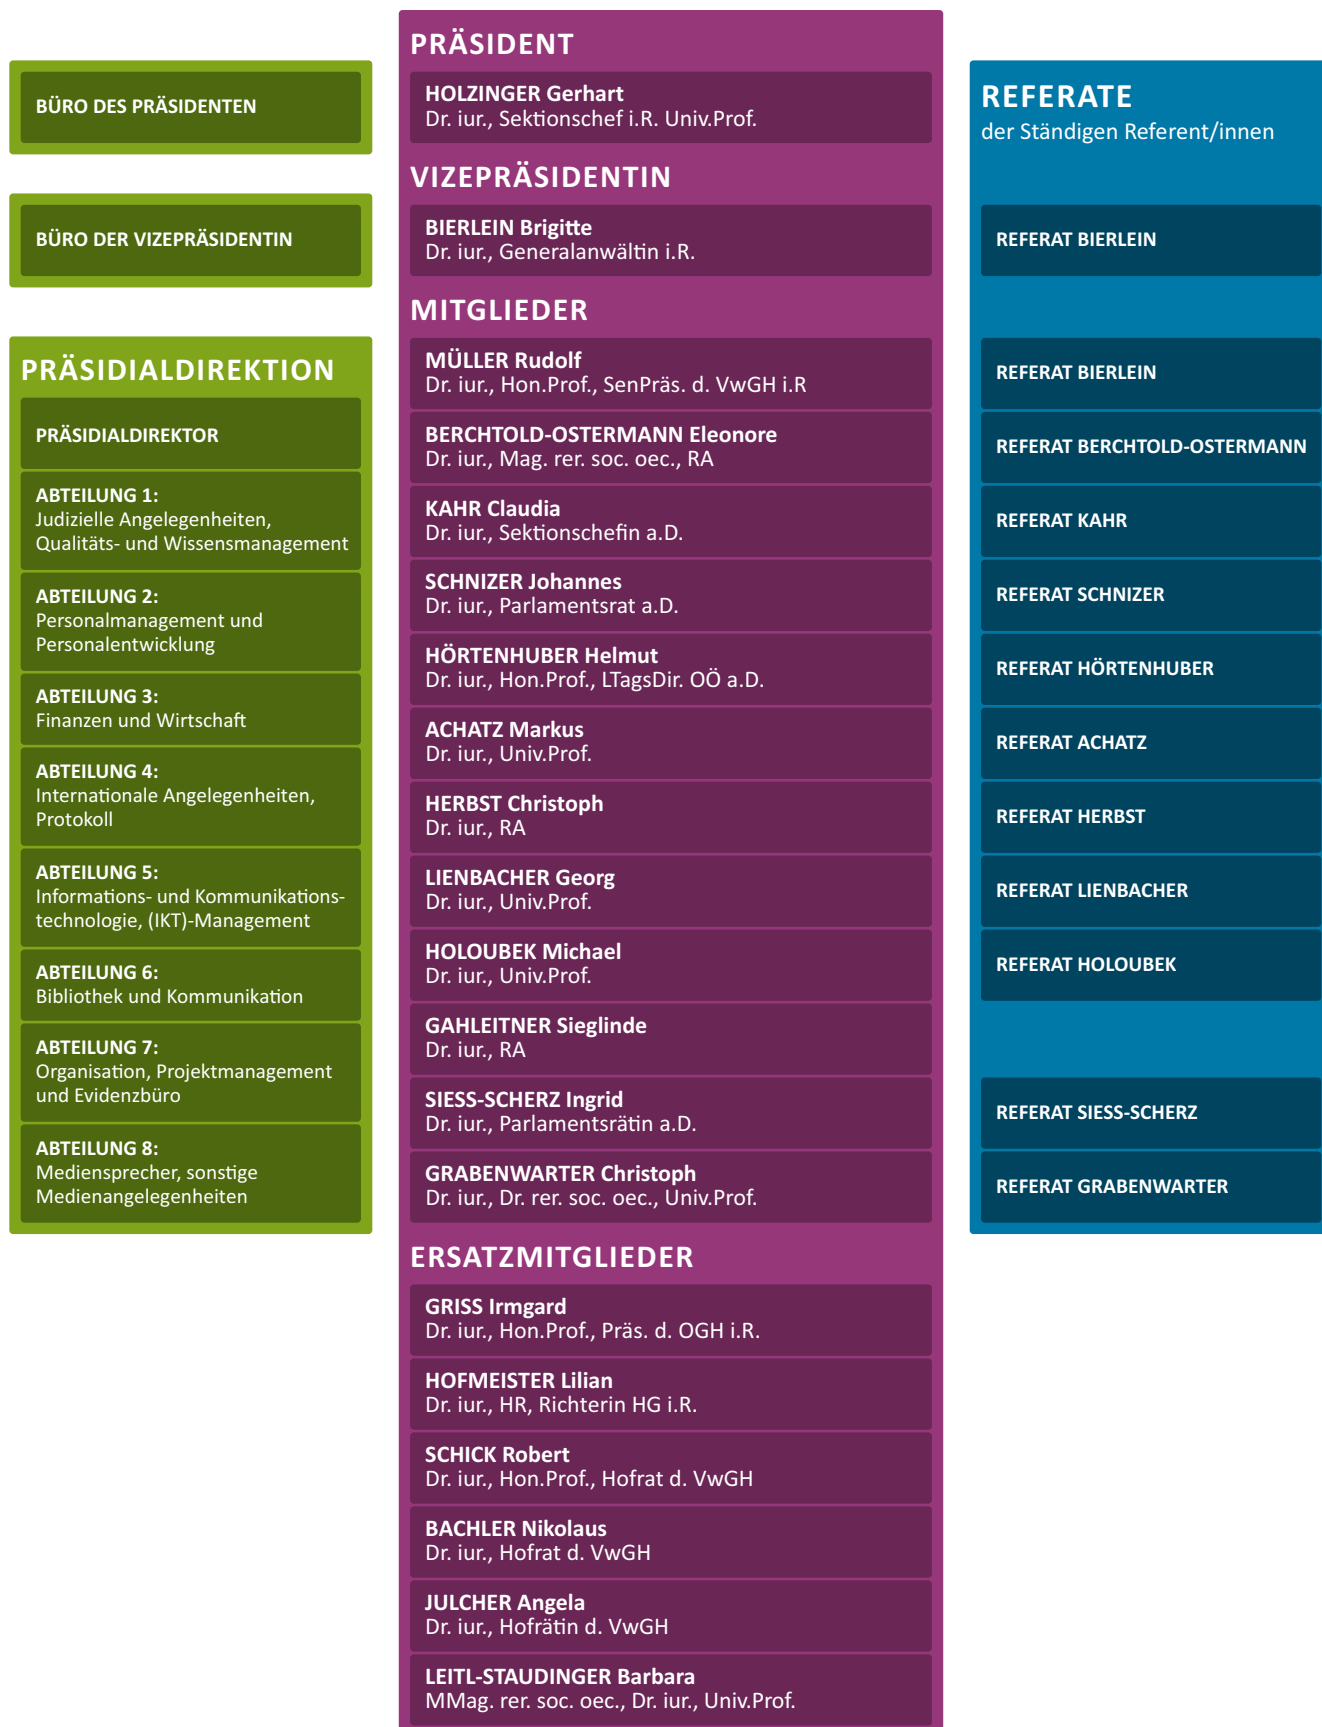 BÜRO DES PRÄSIDENTEN
BÜRO DER VIZEPRÄSIDENTIN
PRÄSIDIALDIREKTION
PRÄSIDIALDIREKTOR
ABTEILUNG 1:
Judizielle Angelegenheiten,
Qualitäts- und Wissensmanagement
ABTEILUNG 2:
Personalmanagement und
Personalentwicklung
ABTEILUNG 3:
Finanzen und Wirtschaft
ABTEILUNG 4:
Internationale Angelegenheiten,
Protokoll
ABTEILUNG 5:
Informations- und Kommunikations-
technologie, (IKT)-Management
ABTEILUNG 6:
Bibliothek und Kommunikation
ABTEILUNG 7:
Organisation, Projektmanagement
und Evidenzbüro
ABTEILUNG 8:
Mediensprecher, sonstige
Medienangelegenheiten
PRÄSIDENT
HOLZINGER Gerhart
Dr. iur., Sektionschef i.R. Univ.Prof.
VIZEPRÄSIDENTIN
BIERLEIN Brigitte
Dr. iur., Generalanwältin i.R.
MITGLIEDER
MÜLLER Rudolf
Dr. iur., Hon.Prof., SenPräs. d. VwGH i.R
BERCHTOLD-OSTERMANN Eleonore
Dr. iur., Mag. rer. soc. oec., RA
KAHR Claudia
Dr. iur., Sektionschefin a.D.
SCHNIZER Johannes
Dr. iur., Parlamentsrat a.D.
HÖRTENHUBER Helmut
Dr. iur., Hon.Prof., LTagsDir. OÖ a.D.
ACHATZ Markus
Dr. iur., Univ.Prof.
HERBST Christoph
Dr. iur., RA
LIENBACHER Georg
Dr. iur., Univ.Prof.
HOLOUBEK Michael
Dr. iur., Univ.Prof.
GAHLEITNER Sieglinde
Dr. iur., RA
SIESS-SCHERZ Ingrid
Dr. iur., Parlamentsrätin a.D.
GRABENWARTER Christoph
Dr. iur., Dr. rer. soc. oec., Univ.Prof.
ERSATZMITGLIEDER
GRISS Irmgard
Dr. iur., Hon.Prof., Präs. d. OGH i.R.
HOFMEISTER Lilian
Dr. iur., HR, Richterin HG i.R.
SCHICK Robert
Dr. iur., Hon.Prof., Hofrat d. VwGH
BACHLER Nikolaus
Dr. iur., Hofrat d. VwGH
JULCHER Angela
Dr. iur., Hofrätin d. VwGH
LEITL-STAUDINGER Barbara
MMag. rer. soc. oec., Dr. iur., Univ.Prof.
REFERATE
der Ständigen Referent/innen
REFERAT BIERLEIN
REFERAT BIERLEIN
REFERAT BERCHTOLD-OSTERMANN
REFERAT KAHR
REFERAT SCHNIZER
REFERAT HÖRTENHUBER
REFERAT ACHATZ
REFERAT HERBST
REFERAT LIENBACHER
REFERAT HOLOUBEK
REFERAT SIESS-SCHERZ
REFERAT GRABENWARTER